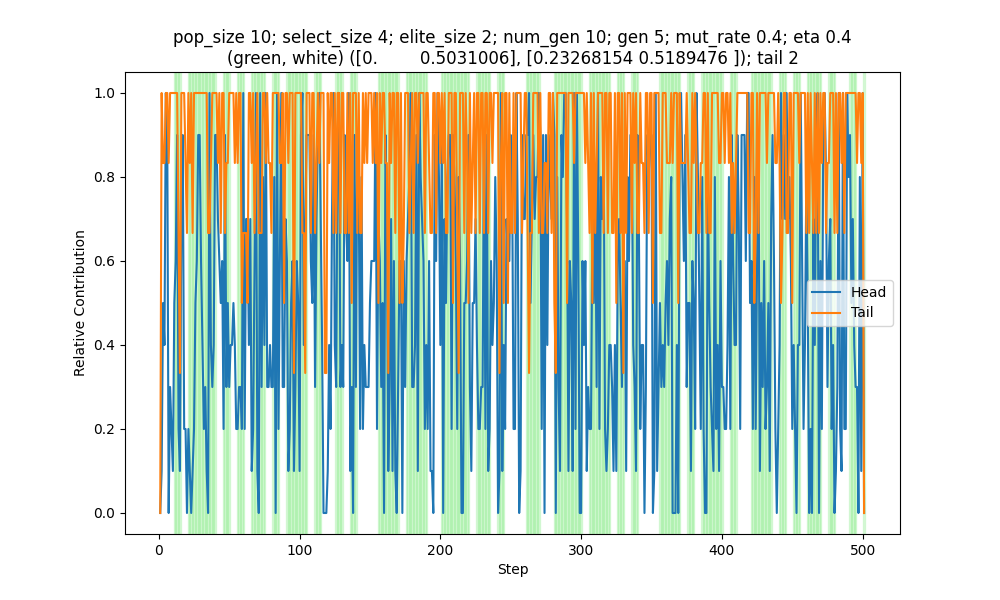 pop_size 10; select_size 4; elite_size 2; num_gen 10; gen 5; mut_rate 0.4; eta 0.4
(green, white) ([0.         0.5031006], [0.23268154 0.5189476 ]); tail 2
1.0
0.8
0.6
0.4
0.2
0.0
Relative Contribution
Head
Tail
0
100
200
300
400
500
Step